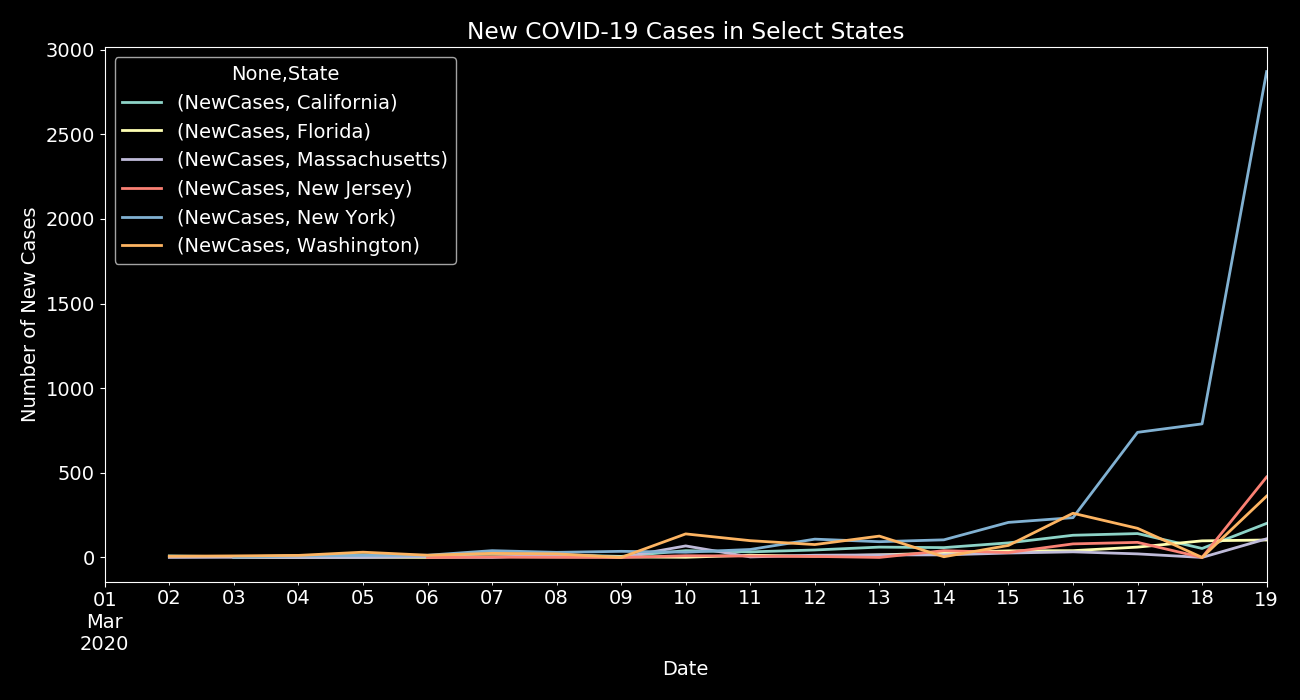 New COVID-19 Cases in Select States
3000
2500
2000
1500
1000
500
0
Number of New Cases
None,State
(NewCases, California)
(NewCases, Florida)
(NewCases, Massachusetts)
(NewCases, New Jersey)
(NewCases, New York)
(NewCases, Washington)
01 02 03 04 05 06 07 08 09 10 11 12 13 14 15 16 17 18 19
Mar
2020
Date